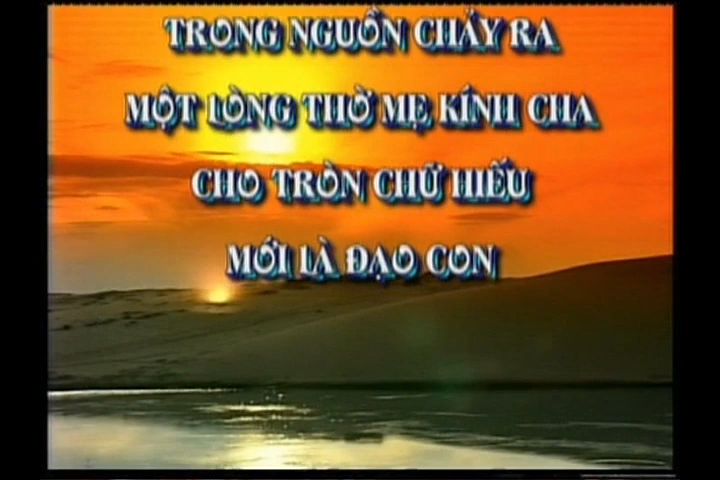 TRONG NGUỒN CHẢY RA
MỘT LÒNG THỜ MẸ KÍNH CHA
CHO TRÒN CHỮ HIẾU
MỚI LÀ ĐẠO CON